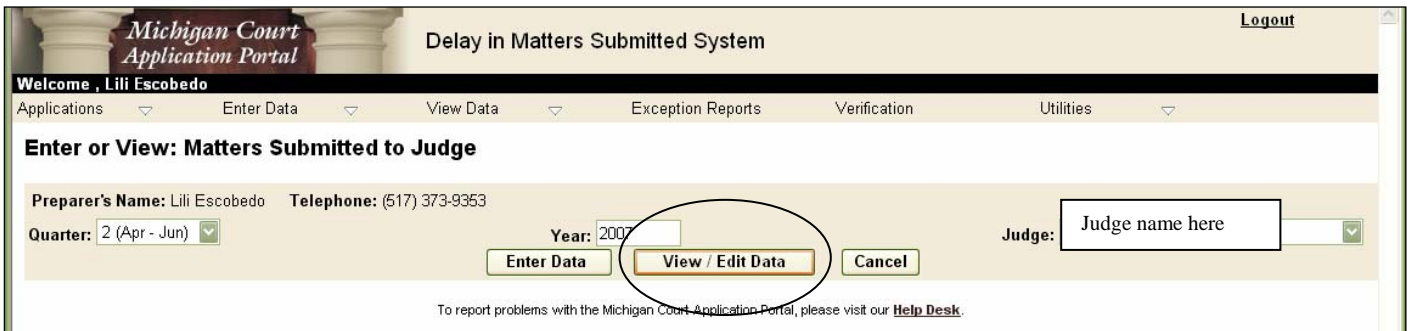 Michigan Court
Application Portal
Delay in Matters Submitted System
Logout
Welcome , Lili Escobedo
Applications Enter Data View Data Exception Reports Verification Utilities
Enter or View: Matters Submitted to Judge
Preparer's Name: Lili Escobedo Telephone: (517) 373-9353
Quarter: 2 (Apr - Jun) Year: 2007 Judge: Judge name here
Enter Data View / Edit Data Cancel
To report problems with the Michigan Court Application Portal, please visit our Help Desk.